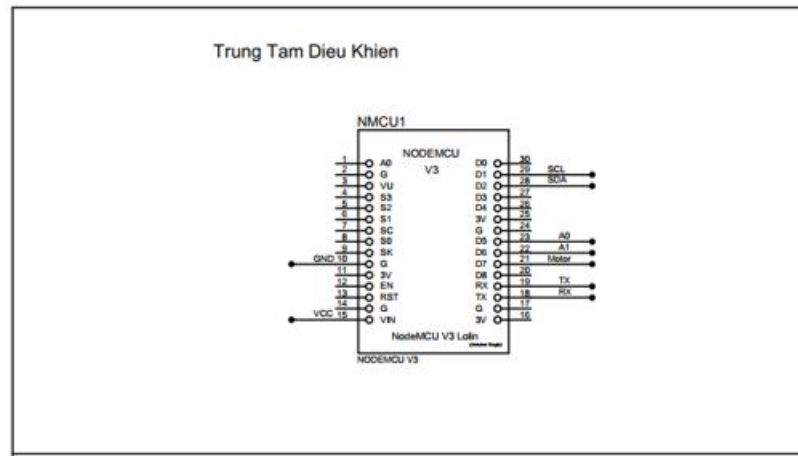 Trung Tam Dieu Khien
NMCU1
NODEMCU
V3
1 A0 D0 30
2 G D1 29 SCL
3 VU D2 28 SDA
4 S3 D3 27
5 S2 D4 26
6 S1 3V 25
7 SC G 24
8 S0 D5 23 A0
9 SK D6 22 A1
GND 10 G D7 21 Motor
11 3V D8 20
12 EN RX 19 TX
13 RST TX 18 RX
14 G G 17
VCC 15 VIN 3V 16
NodeMCU V3 Lolin
NODEMCU V3